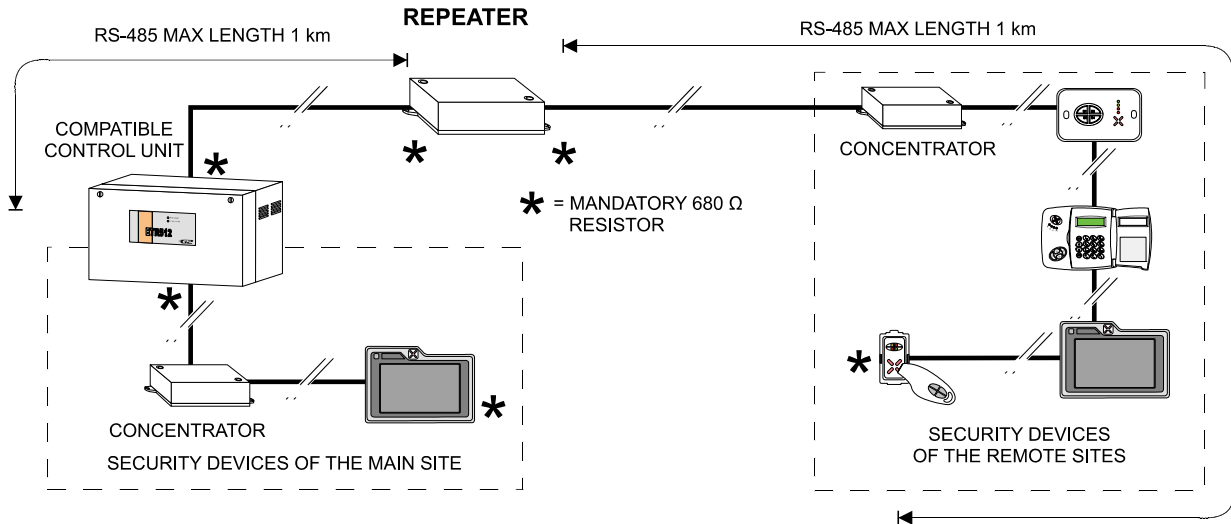 REPEATER
RS-485 MAX LENGTH 1 km
RS-485 MAX LENGTH 1 km
COMPATIBLE
CONTROL UNIT
CONCENTRATOR
* = MANDATORY 680 Ω
RESISTOR
CONCENTRATOR
SECURITY DEVICES OF THE MAIN SITE
SECURITY DEVICES
OF THE REMOTE SITES